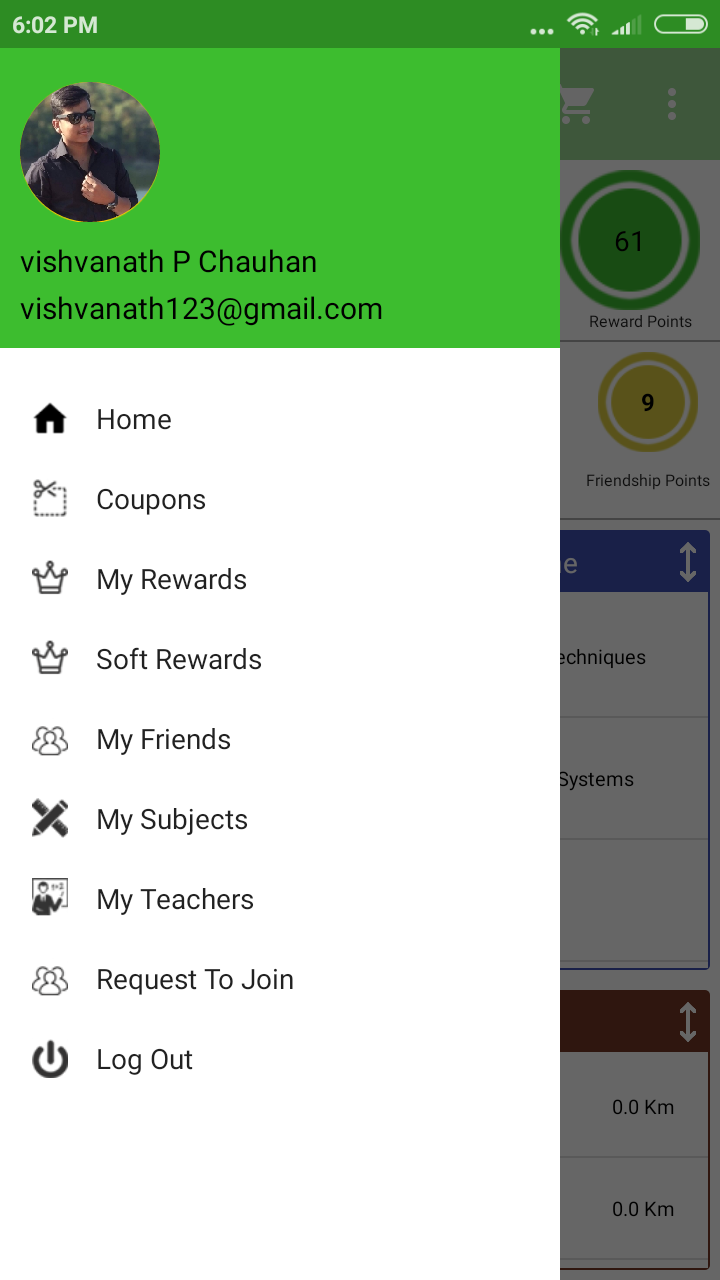 6:02 PM
vishvanath P Chauhan
vishvanath123@gmail.com
Home
Coupons
My Rewards
Soft Rewards
My Friends
My Subjects
My Teachers
Request To Join
Log Out
61
Reward Points
9
Friendship Points
e
echniques
Systems
0.0 Km
0.0 Km